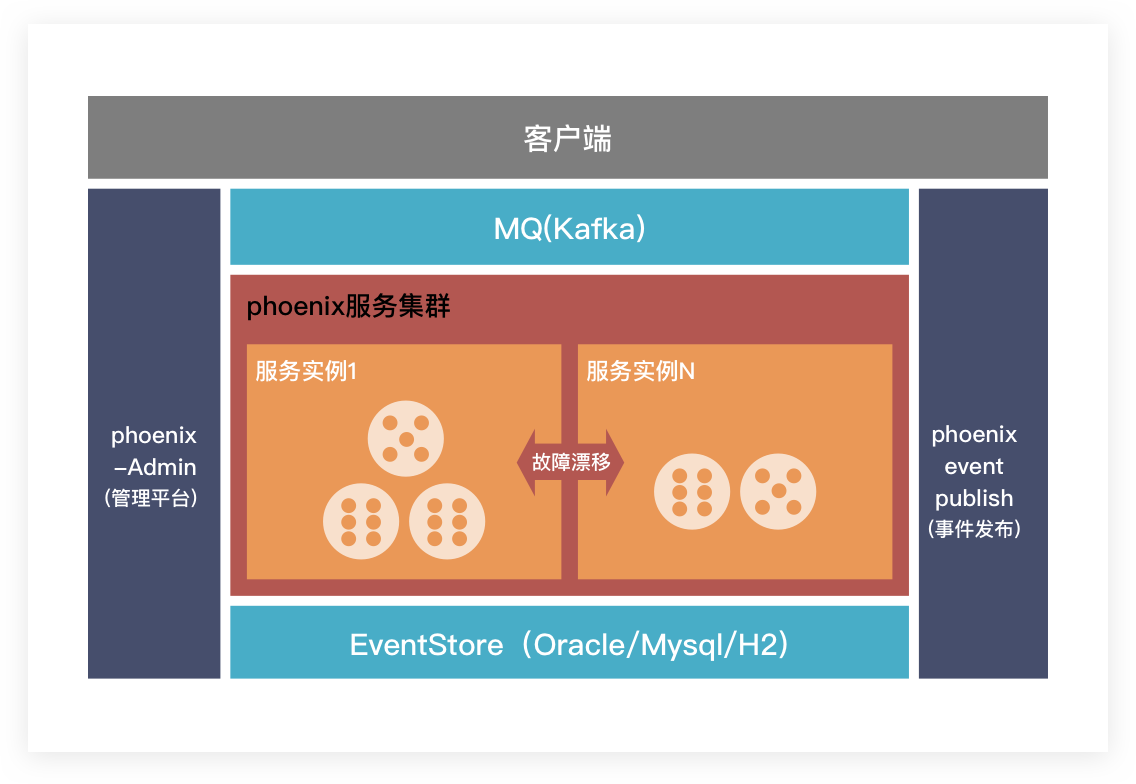 客户端
MQ(Kafka)
phoenix服务集群
服务实例1
服务实例N
故障漂移
phoenix
-Admin
(管理平台)
phoenix
event
publish
(事件发布)
EventStore（Oracle/Mysql/H2）